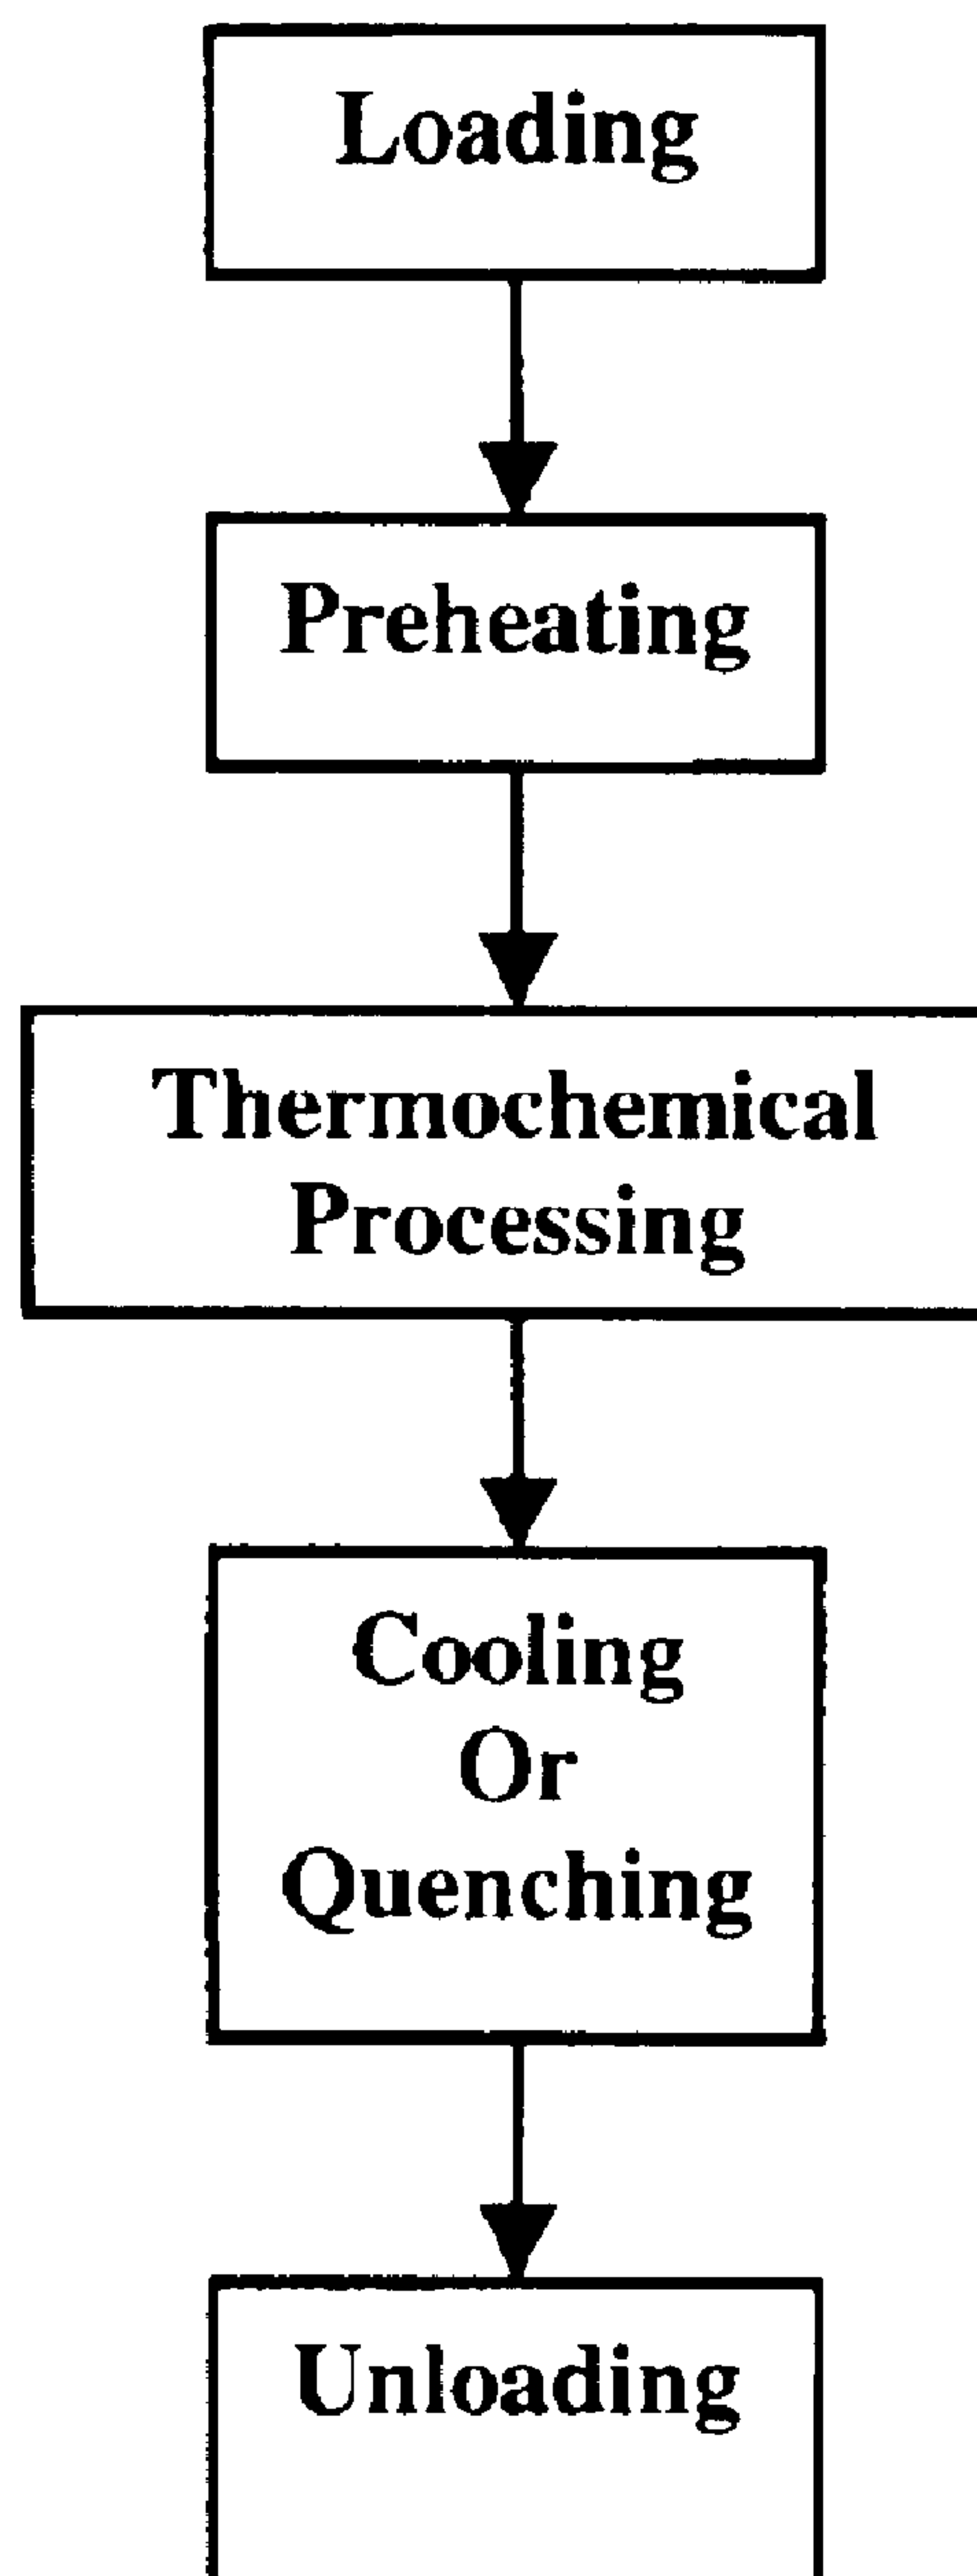 Loading
Preheating
Thermochemical
Processing
Cooling
Or
Quenching
Unloading